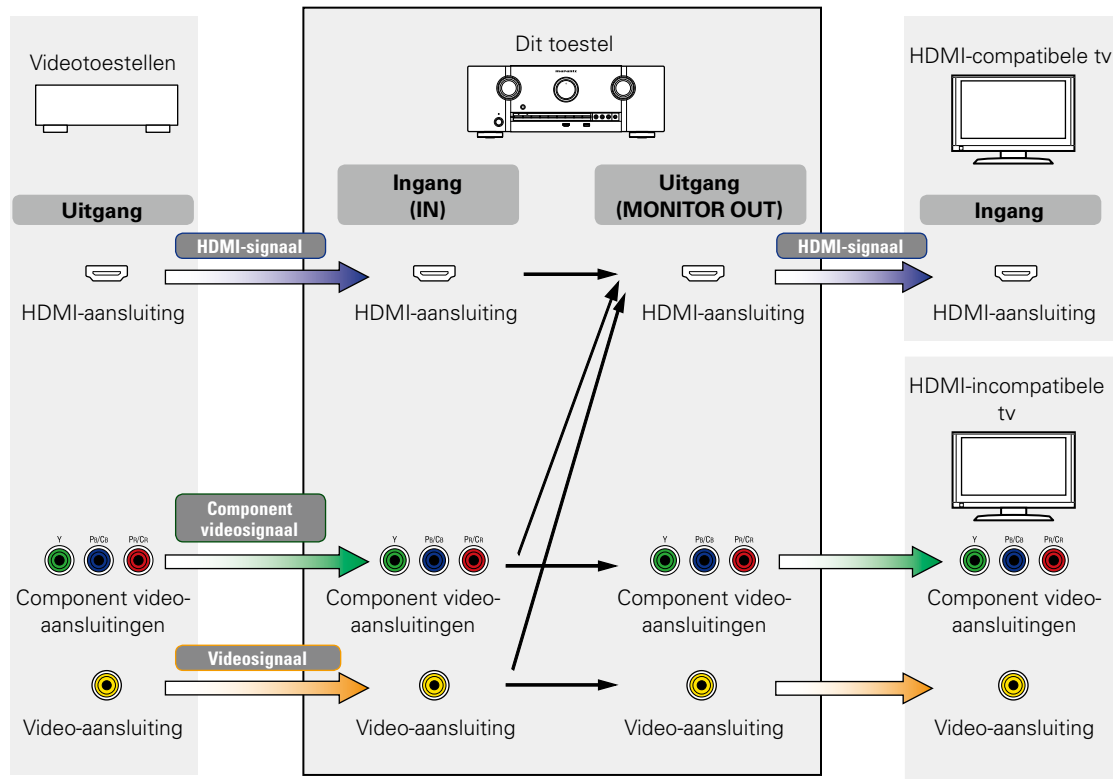 Videotoestellen
Dit toestel
marantz
HDMI-compatibele tv
Uitgang
Ingang
(IN)
Uitgang
(MONITOR OUT)
Ingang
HDMI-signaal
HDMI-signaal
HDMI-aansluiting
HDMI-aansluiting
HDMI-aansluiting
HDMI-aansluiting
HDMI-incompatibele
tv
Component
videosignaal
Y PB/CB PR/CR
Y PB/CB PR/CR
Y PB/CB PR/CR
Y PB/CB PR/CR
Component video-
aansluitingen
Component video-
aansluitingen
Component video-
aansluitingen
Component video-
aansluitingen
Videosignaal
Video-aansluiting
Video-aansluiting
Video-aansluiting
Video-aansluiting